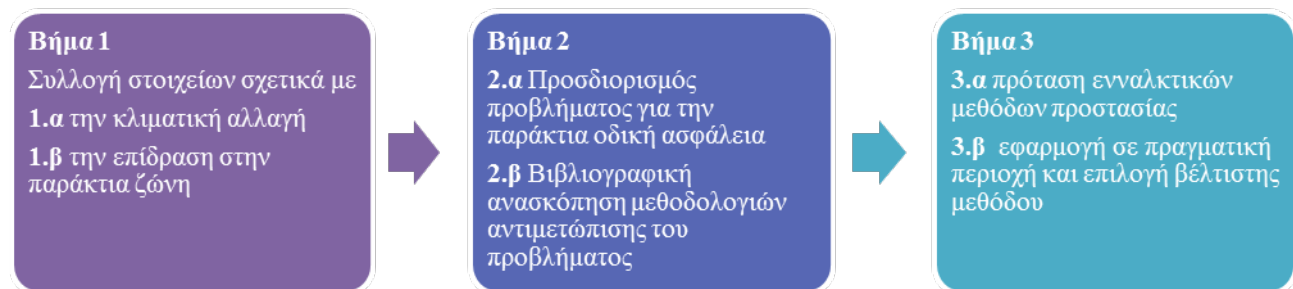 Βήμα 1
Συλλογή στοιχείων σχετικά με
1.α την κλιματική αλλαγή
1.β την επίδραση στην
παράκτια ζώνη
Βήμα 2
2.α Προσδιορισμός
προβλήματος για την
παράκτια οδική ασφάλεια
2.β Βιβλιογραφική
ανασκόπηση μεθοδολογιών
αντιμετώπισης του
προβλήματος
Βήμα 3
3.α πρόταση ενναλκτικών
μεθόδων προστασίας
3.β εφαρμογή σε πραγματική
περιοχή και επιλογή βέλτιστης
μεθόδου